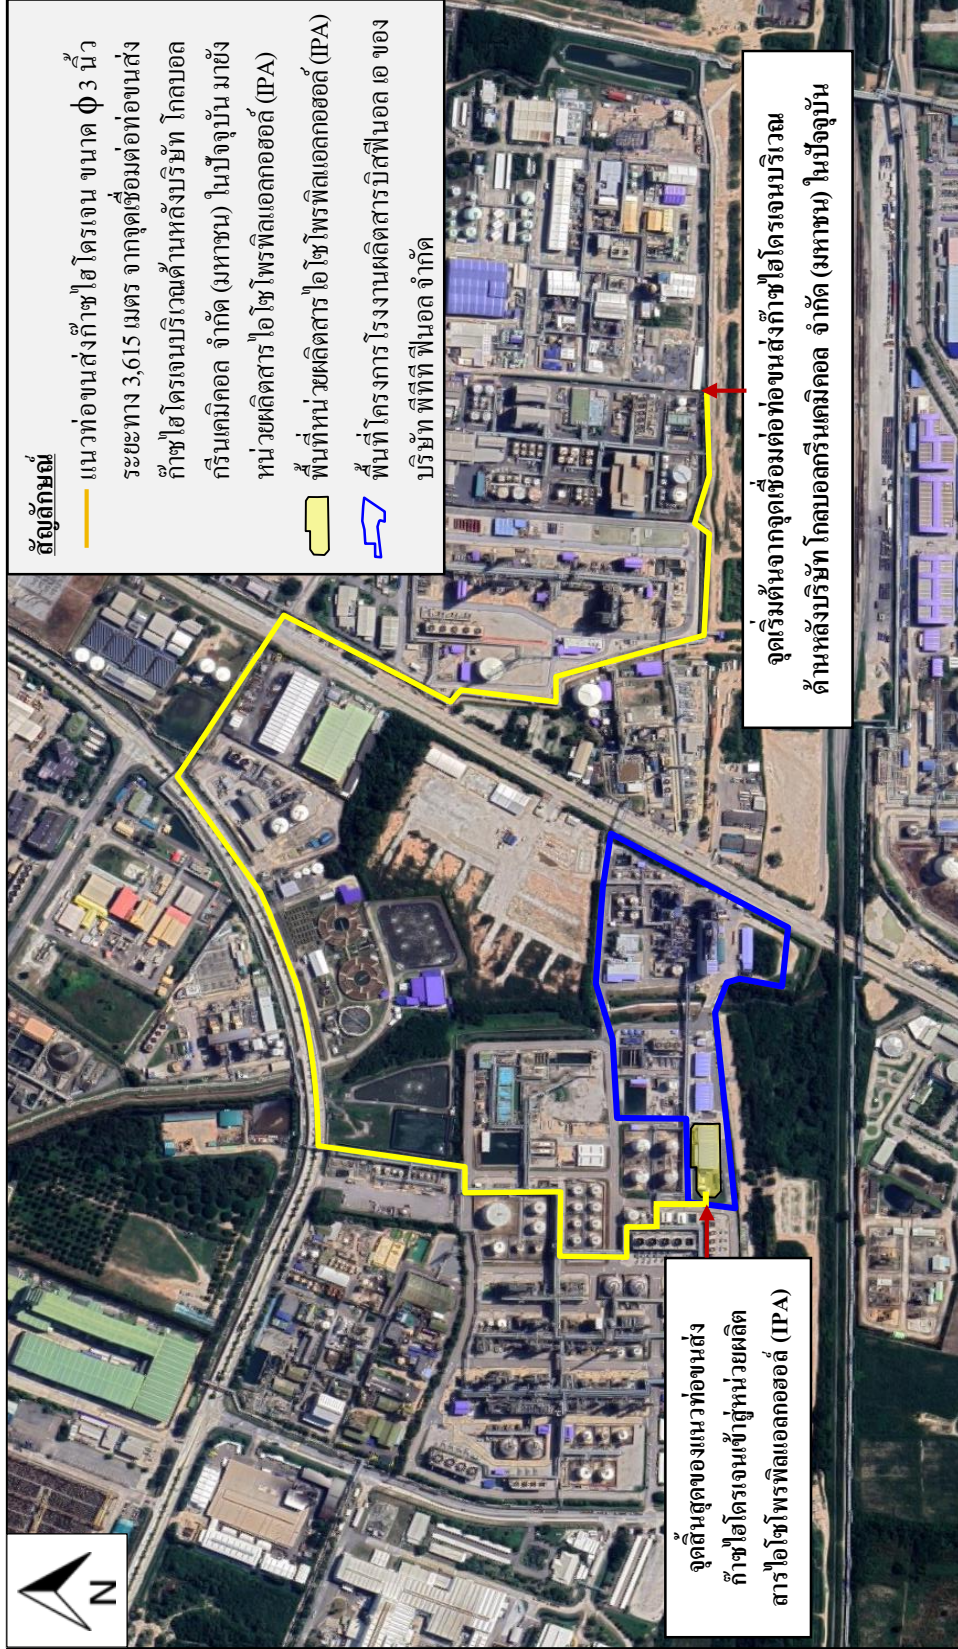 สัญลักษณ์
แนวท่อขนส่งก๊าซไฮโดรเจน ขนาด ϕ 3 นิ้ว
ระยะทาง 3,615 เมตร จากจุดเชื่อมต่อท่อขนส่ง
ก๊าซไฮโดรเจนบริเวณด้านหลังบริษัท โกลบอล
กรีนเคมิคอล จำกัด (มหาชน) ในปัจจุบัน มายัง
หน่วยผลิตสารไอโซโพรพิลแอลกอฮอล์ (IPA)
พื้นที่หน่วยผลิตสารไอโซโพรพิลแอลกอฮอล์ (IPA)
พื้นที่โครงการโรงงานผลิตสารบิสฟีนอล เอ ของ
บริษัท พีทีที ฟีนอล จำกัด
จุดเริ่มต้นจากจุดเชื่อมต่อท่อขนส่งก๊าซไฮโดรเจนบริเวณ
ด้านหลังบริษัท โกลบอลกรีนเคมิคอล จำกัด (มหาชน) ในปัจจุบัน
จุดสิ้นสุดของแนวท่อขนส่ง
ก๊าซไฮโดรเจนเข้าสู่หน่วยผลิต
สารไอโซโพรพิลแอลกอฮอล์ (IPA)
N